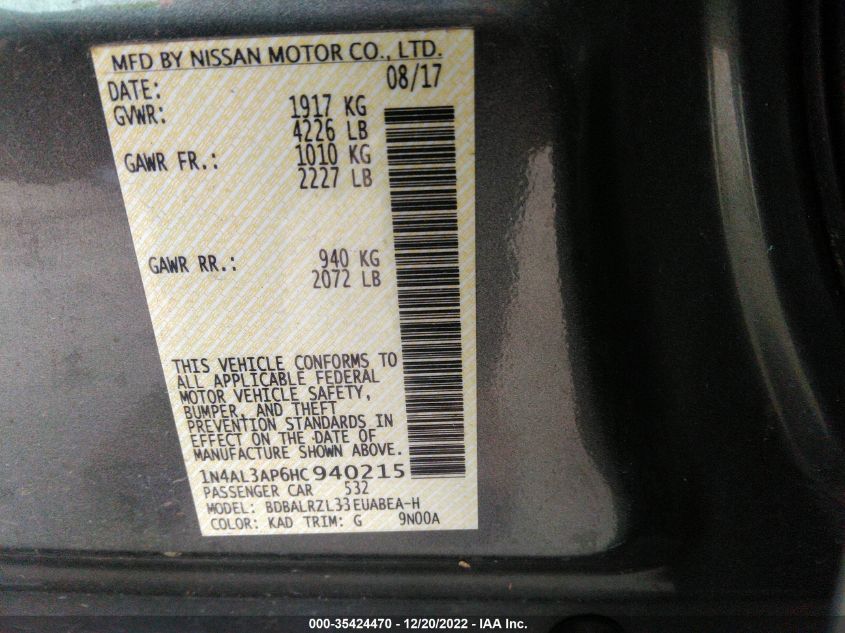 MFD BY NISSAN MOTOR CO., LTD.
DATE: 08/17
GVWR: 1917 KG
4226 LB
GAWR FR.: 1010 KG
2227 LB
GAWR RR.: 940 KG
2072 LB
THIS VEHICLE CONFORMS TO
ALL APPLICABLE FEDERAL
MOTOR VEHICLE SAFETY,
BUMPER, AND THEFT
PREVENTION STANDARDS IN
EFFECT ON THE DATE OF
MANUFACTURE SHOWN ABOVE.
1N4AL3AP6HC940215
PASSENGER CAR 532
MODEL: BDBALRZL33EUABEA-H
COLOR: KAD TRIM: G 9N00A
000-35424470 - 12/20/2022 - IAA Inc.